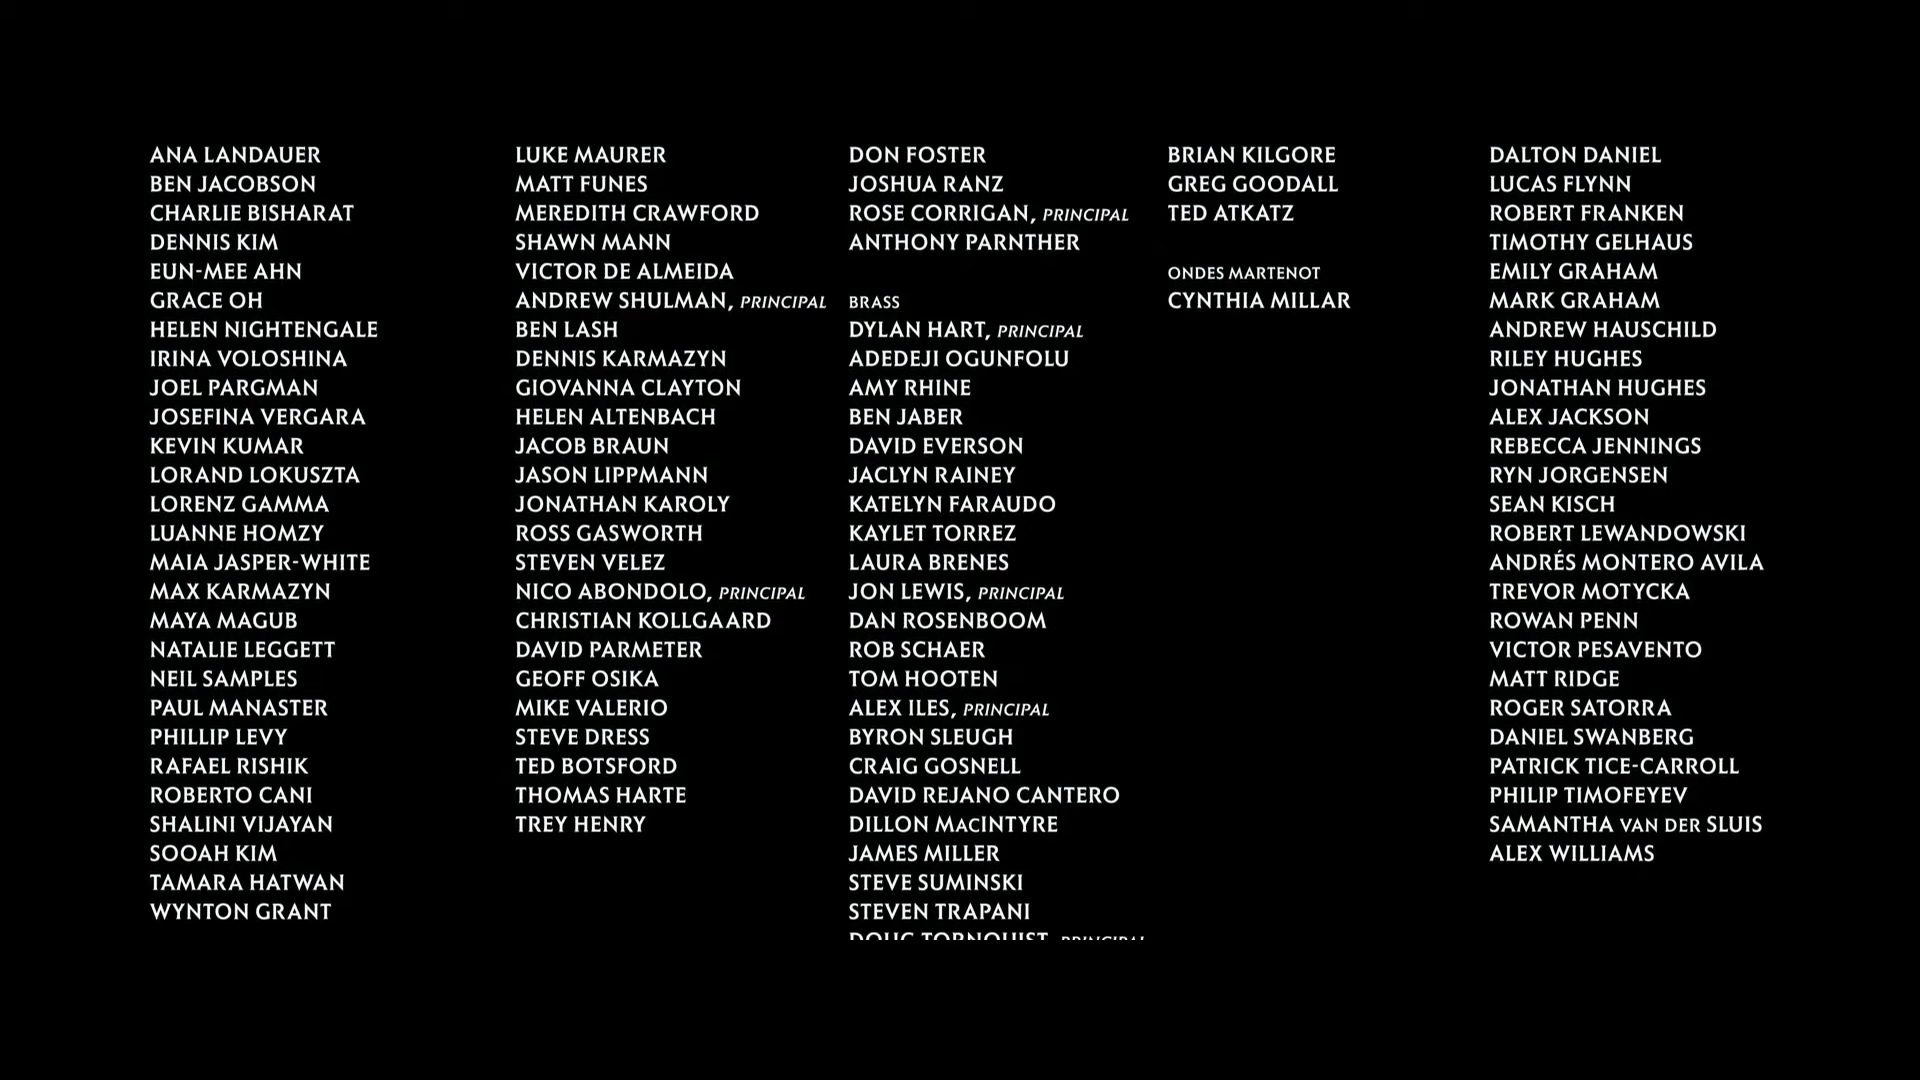 ANA LANDAUER
BEN JACOBSON
CHARLIE BISHARAT
DENNIS KIM
EUN-MEE AHN
GRACE OH
HELEN NIGHTENGALE
IRINA VOLOSHINA
JOEL PARGMAN
JOSEFINA VERGARA
KEVIN KUMAR
LORAND LOKUSZTA
LORENZ GAMMA
LUANNE HOMZY
MAIA JASPER-WHITE
MAX KARMAZYN
MAYA MAGUB
NATALIE LEGGETT
NEIL SAMPLES
PAUL MANASTER
PHILLIP LEVY
RAFAEL RISHIK
ROBERTO CANI
SHALINI VIJAYAN
SOOAH KIM
TAMARA HATWAN
WYNTON GRANT
LUKE MAURER
MATT FUNES
MEREDITH CRAWFORD
SHAWN MANN
VICTOR DE ALMEIDA
ANDREW SHULMAN, PRINCIPAL
BEN LASH
DENNIS KARMAZYN
GIOVANNA CLAYTON
HELEN ALTENBACH
JACOB BRAUN
JASON LIPPMANN
JONATHAN KAROLY
ROSS GASWORTH
STEVEN VELEZ
NICO ABONDOLO, PRINCIPAL
CHRISTIAN KOLLGAARD
DAVID PARMETER
GEOFF OSIKA
MIKE VALERIO
STEVE DRESS
TED BOTSFORD
THOMAS HARTE
TREY HENRY
DON FOSTER
JOSHUA RANZ
ROSE CORRIGAN, PRINCIPAL
ANTHONY PARNTHER
BRASS
DYLAN HART, PRINCIPAL
ADEDEJI OGUNFOLU
AMY RHINE
BEN JABER
DAVID EVERSON
JACLYN RAINEY
KATELYN FARAUDO
KAYLET TORREZ
LAURA BRENES
JON LEWIS, PRINCIPAL
DAN ROSENBOOM
ROB SCHAER
TOM HOOTEN
ALEX ILES, PRINCIPAL
BYRON SLEUGH
CRAIG GOSNELL
DAVID REJANO CANTERO
DILLON MACINTYRE
JAMES MILLER
STEVE SUMINSKI
STEVEN TRAPANI
DOUG TORNQUIST, PRINCIPAL
BRIAN KILGORE
GREG GOODALL
TED ATKATZ
ONDES MARTENOT
CYNTHIA MILLAR
DALTON DANIEL
LUCAS FLYNN
ROBERT FRANKEN
TIMOTHY GELHAUS
EMILY GRAHAM
MARK GRAHAM
ANDREW HAUSCHILD
RILEY HUGHES
JONATHAN HUGHES
ALEX JACKSON
REBECCA JENNINGS
RYN JORGENSEN
SEAN KISCH
ROBERT LEWANDOWSKI
ANDRÉS MONTERO AVILA
TREVOR MOTYCKA
ROWAN PENN
VICTOR PESAVENTO
MATT RIDGE
ROGER SATORRA
DANIEL SWANBERG
PATRICK TICE-CARROLL
PHILIP TIMOFEYEV
SAMANTHA VAN DER SLUIS
ALEX WILLIAMS